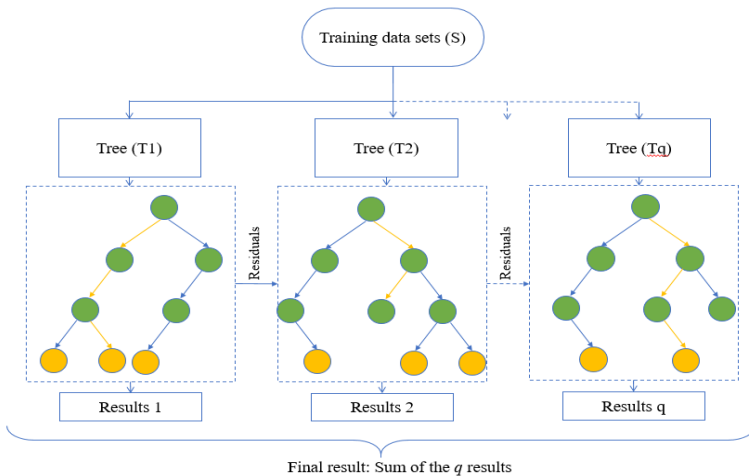 Training data sets (S)
Tree (T1)
Tree (T2)
Tree (Tq)
Residuals
Residuals
Results 1
Results 2
Results q
Final result: Sum of the q results